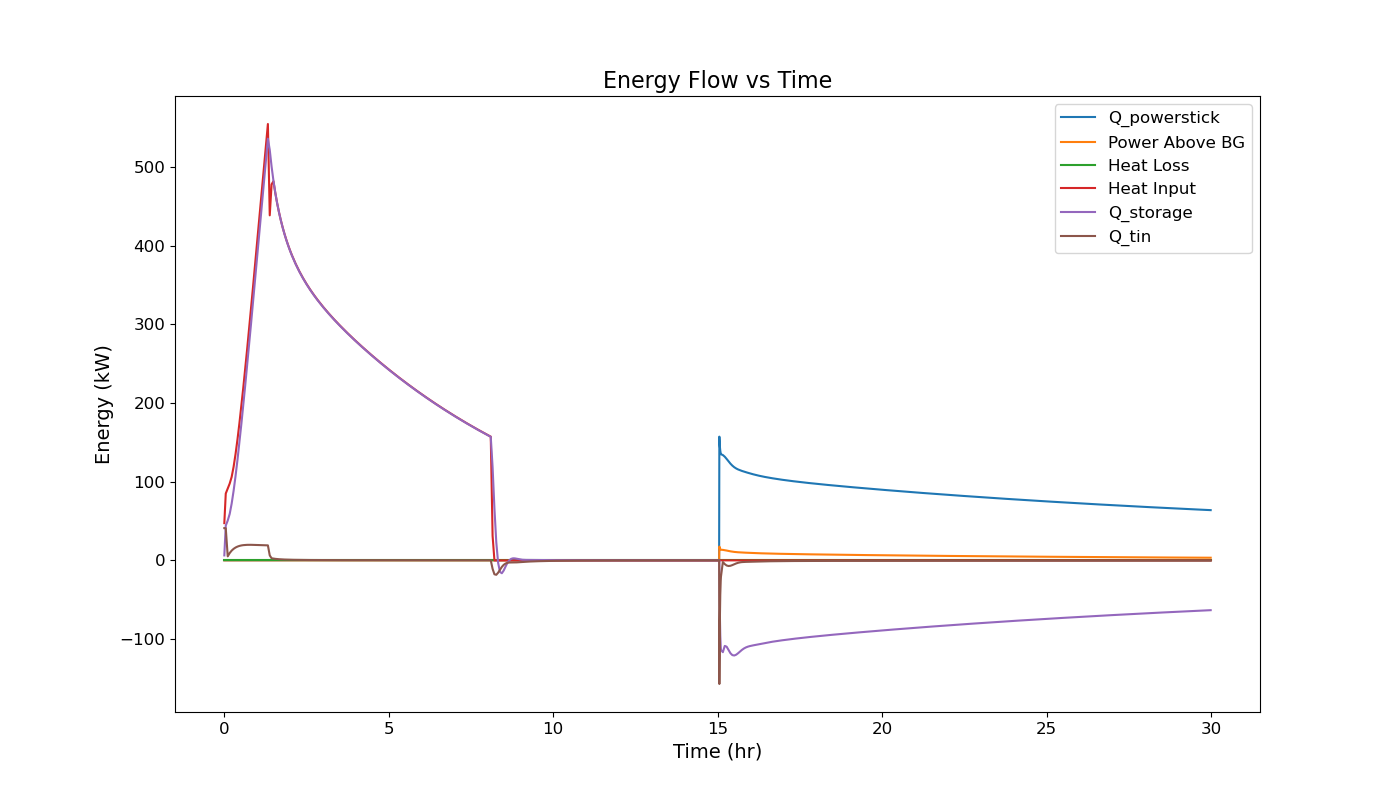 Energy Flow vs Time
Energy (kW)
500
400
300
200
100
0
−100
Q_powerstick
Power Above BG
Heat Loss
Heat Input
Q_storage
Q_tin
0 5 10 15 20 25 30
Time (hr)